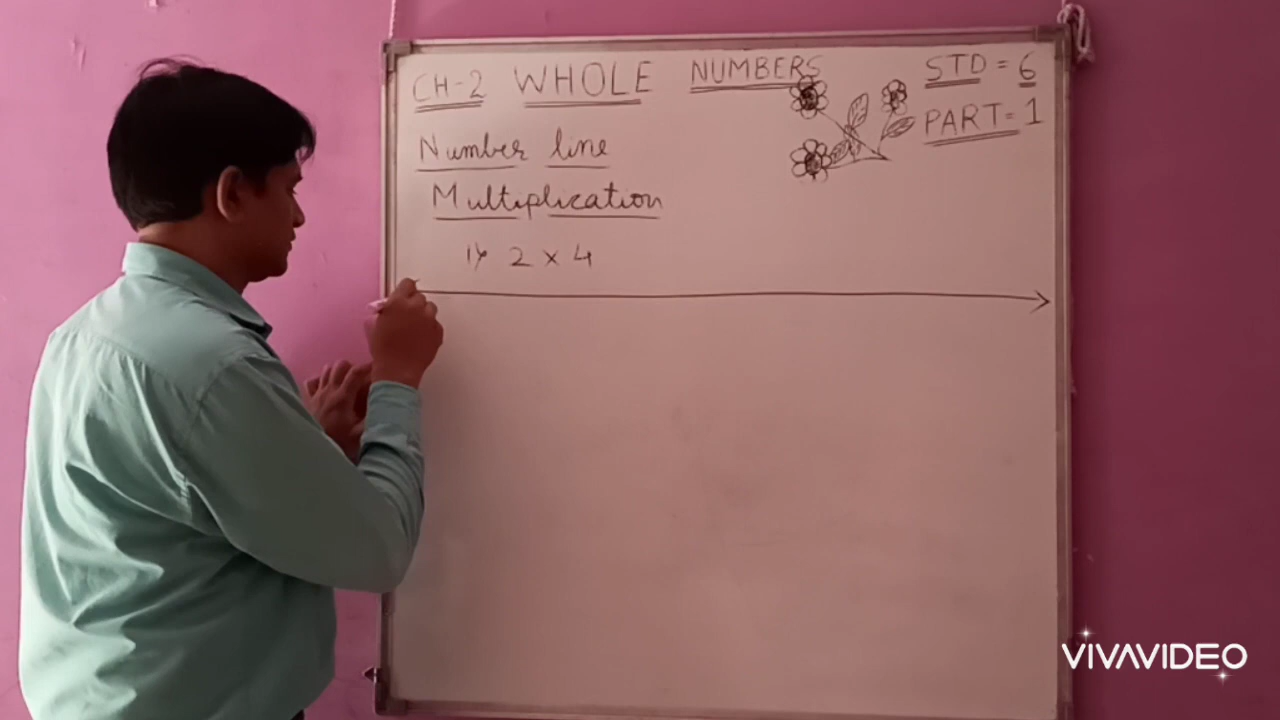 CH-2 WHOLE NUMBERS
STD = 6
PART = 1
Number line
Multiplication
1) 2 × 4
VIVAVIDEO